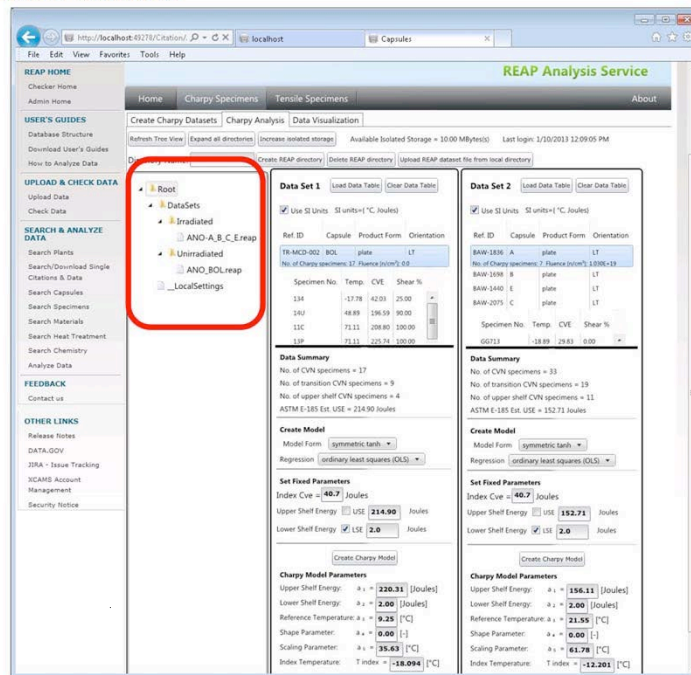 http://localhost:49278/Citation/
localhost
Capsules
File Edit View Favorites Tools Help
REAP HOME
Checker Home
Admin Home
USER'S GUIDES
Database Structure
Download User's Guides
How to Analyze Data
UPLOAD & CHECK DATA
Upload Data
Check Data
SEARCH & ANALYZE DATA
Search Plants
Search/Download Single Citations & Data
Search Capsules
Search Specimens
Search Materials
Search Heat Treatment
Search Chemistry
Analyze Data
FEEDBACK
Contact us
OTHER LINKS
Release Notes
DATA.GOV
JIRA - Issue Tracking
XCAMS Account Management
Security Notice
REAP Analysis Service
Home Charpy Specimens Tensile Specimens About
Create Charpy Datasets Charpy Analysis Data Visualization
Refresh Tree View Expand all directories Increase isolated storage Available Isolated Storage = 10.00 MBytes(s) Last login: 1/10/2013 12:09:05 PM
Create REAP directory Delete REAP directory Upload REAP dataset file from local directory
Root
DataSets
Irradiated
ANO-A_B_C_E.reap
Unirradiated
ANO_BOL.reap
__LocalSettings
Data Set 1 Load Data Table Clear Data Table
Use SI Units SI units=( °C, Joules)
Ref. ID Capsule Product Form Orientation
TR-MCD-002 BOL plate LT
No. of Charpy specimens: 17 Fluence (n/cm²): 0.0
Specimen No. Temp. CVE Shear %
134 -17.78 42.03 25.00
14U 48.89 196.59 90.00
11C 71.11 208.80 100.00
13P 71.11 225.74 100.00
Data Summary
No. of CVN specimens = 17
No. of transition CVN specimens = 9
No. of upper shelf CVN specimens = 4
ASTM E-185 Est. USE = 214.90 Joules
Create Model
Model Form symmetric tanh
Regression ordinary least squares (OLS)
Set Fixed Parameters
Index Cve = 40.7 Joules
Upper Shelf Energy USE 214.90 Joules
Lower Shelf Energy LSE 2.0 Joules
Create Charpy Model
Charpy Model Parameters
Upper Shelf Energy: = 220.31 [Joules]
Lower Shelf Energy: = 2.00 [Joules]
Reference Temperature: = 9.25 [°C]
Shape Parameter: = 0.00 [-]
Scaling Parameter: = 35.63 [°C]
Index Temperature: T index = -18.094 [°C]
Data Set 2 Load Data Table Clear Data Table
Use SI Units SI units=( °C, Joules)
Ref. ID Capsule Product Form Orientation
BAW-1836 A plate LT
No. of Charpy specimens: 7 Fluence (n/cm²): 1.030E+19
BAW-1698 B plate LT
BAW-1440 E plate LT
BAW-2075 C plate LT
Specimen No. Temp. CVE Shear %
GG713 -18.89 29.83 0.00
Data Summary
No. of CVN specimens = 33
No. of transition CVN specimens = 19
No. of upper shelf CVN specimens = 11
ASTM E-185 Est. USE = 152.71 Joules
Create Model
Model Form symmetric tanh
Regression ordinary least squares (OLS)
Set Fixed Parameters
Index Cve = 40.7 Joules
Upper Shelf Energy USE 152.71 Joules
Lower Shelf Energy LSE 2.0 Joules
Create Charpy Model
Charpy Model Parameters
Upper Shelf Energy: = 156.11 [Joules]
Lower Shelf Energy: = 2.00 [Joules]
Reference Temperature: = 21.55 [°C]
Shape Parameter: = 0.00 [-]
Scaling Parameter: = 61.78 [°C]
Index Temperature: T index = -12.201 [°C]